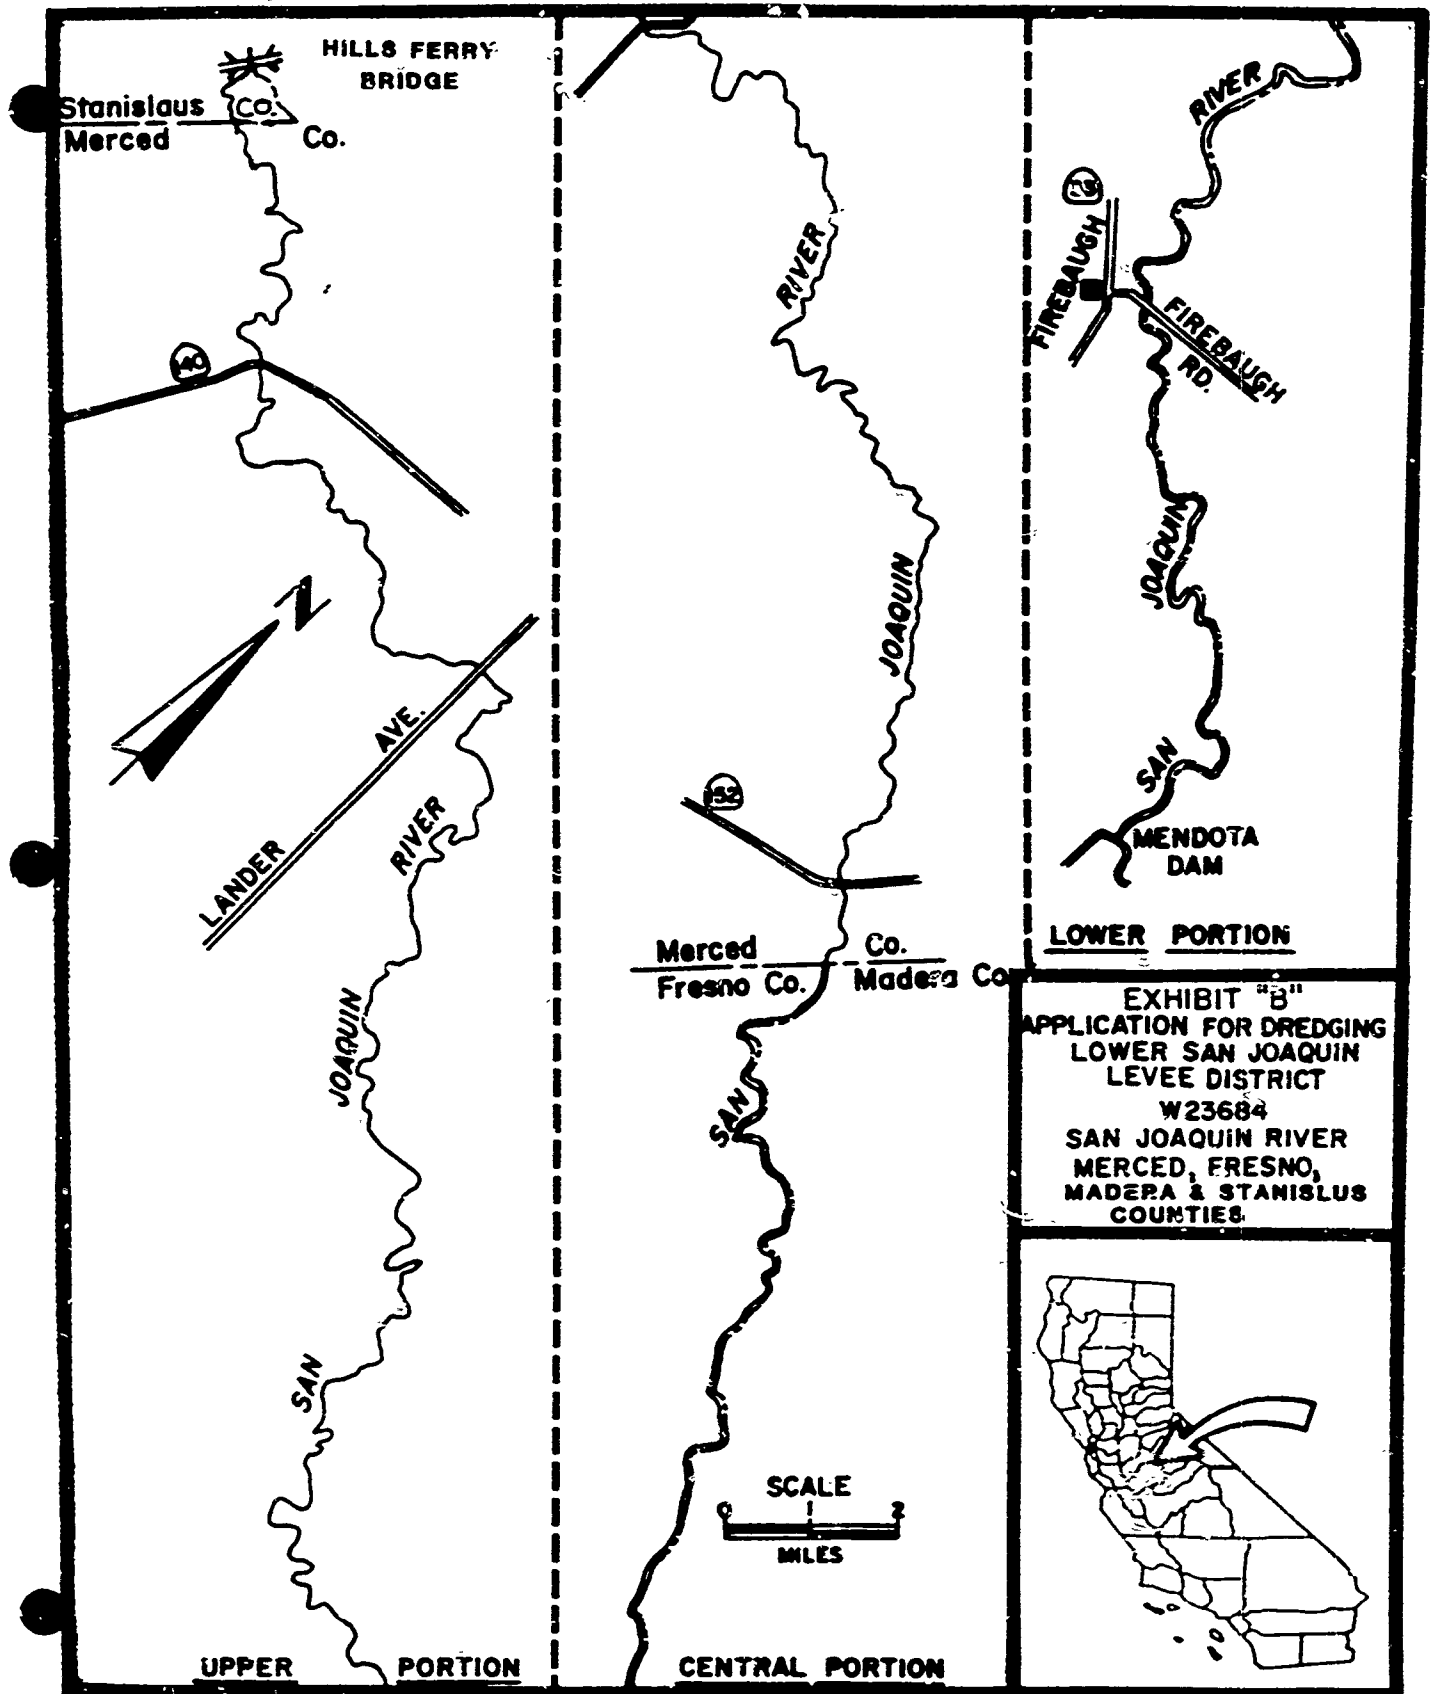 HILLS FERRY
BRIDGE
Stanislaus Co.
Merced Co.
140
N
LANDER AVE.
SAN JOAQUIN RIVER
UPPER PORTION
RIVER
JOAQUIN
152
Merced Co.
Fresno Co. Madera Co
SAN
SCALE
0 1 2
MILES
CENTRAL PORTION
RIVER
FIREBAUGH
FIREBAUGH
RD.
JOAQUIN
SAN
MENDOTA
DAM
LOWER PORTION
EXHIBIT "B"
APPLICATION FOR DREDGING
LOWER SAN JOAQUIN
LEVEE DISTRICT
W23684
SAN JOAQUIN RIVER
MERCED, FRESNO,
MADERA & STANISLUS
COUNTIES